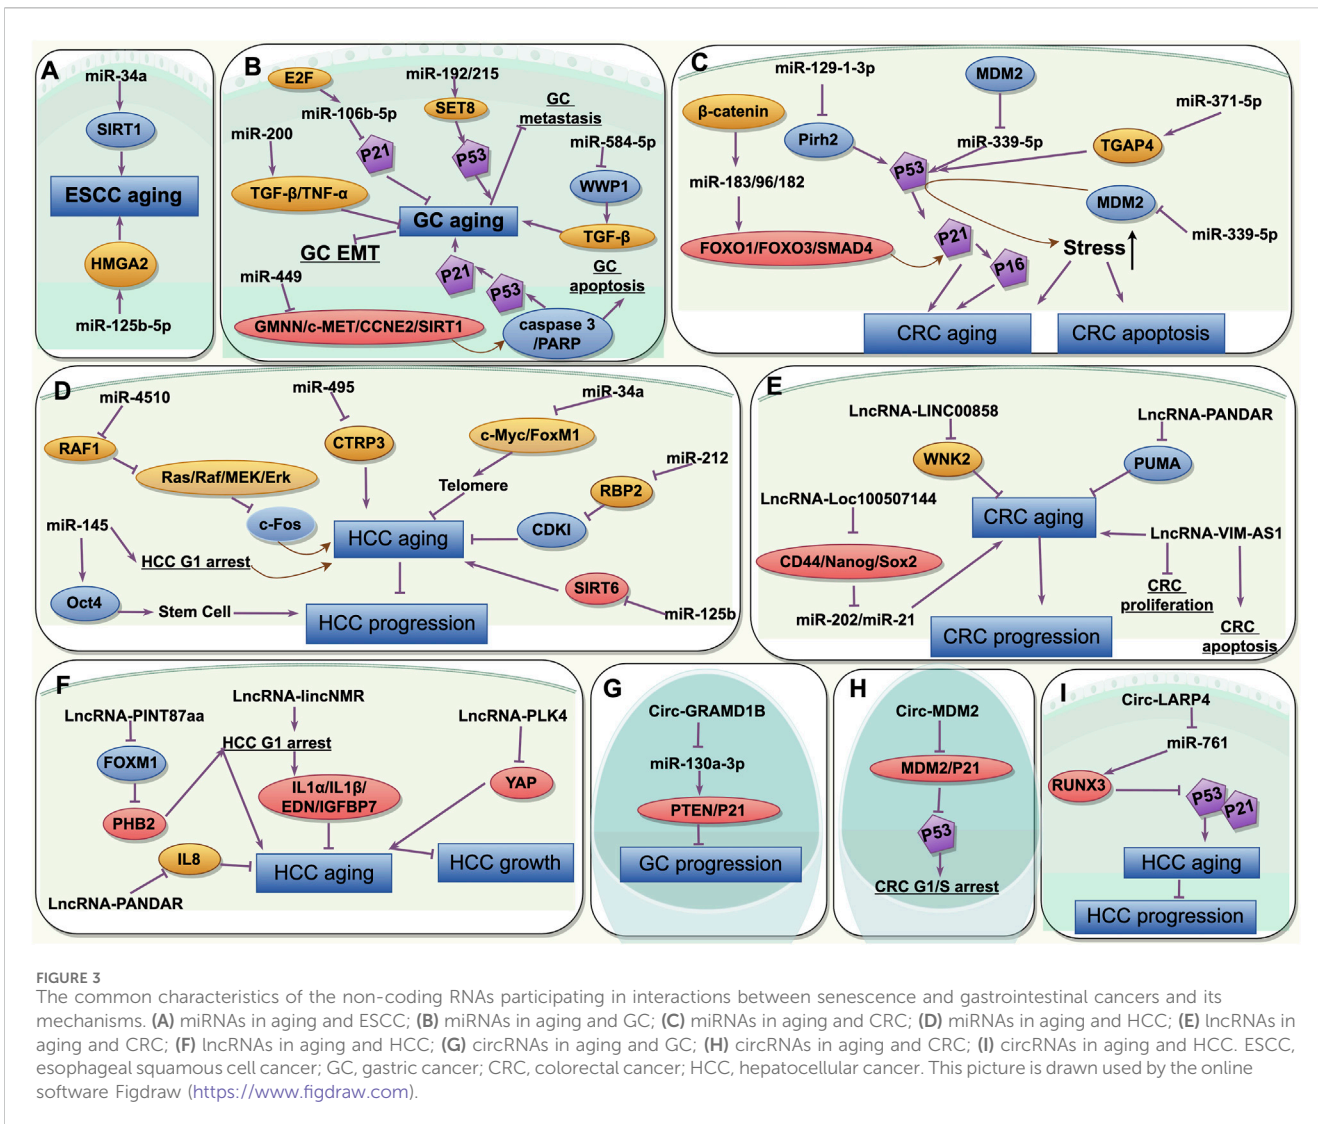 A
miR-34a
SIRT1
ESCC aging
HMGA2
miR-125b-5p
B
E2F
miR-192/215
miR-106b-5p
SET8
GC
metastasis
miR-200
P21
P53
miR-584-5p
TGF-β/TNF-α
WWP1
GC aging
TGF-β
GC EMT
miR-449
P21
P53
GC
apoptosis
GMNN/c-MET/CCNE2/SIRT1
caspase 3
/PARP
C
miR-129-1-3p
MDM2
β-catenin
miR-371-5p
Pirh2
miR-339-5p
TGAP4
P53
miR-183/96/182
MDM2
FOXO1/FOXO3/SMAD4
P21
P16
Stress
miR-339-5p
CRC aging
CRC apoptosis
D
miR-4510
miR-495
miR-34a
RAF1
CTRP3
c-Myc/FoxM1
Ras/Raf/MEK/Erk
Telomere
miR-212
RBP2
miR-145
c-Fos
HCC aging
CDKI
HCC G1 arrest
Oct4
Stem Cell
SIRT6
miR-125b
HCC progression
E
LncRNA-LINC00858
LncRNA-PANDAR
WNK2
PUMA
LncRNA-Loc100507144
CRC aging
LncRNA-VIM-AS1
CD44/Nanog/Sox2
CRC
proliferation
miR-202/miR-21
CRC progression
CRC
apoptosis
F
LncRNA-lincNMR
LncRNA-PINT87aa
LncRNA-PLK4
HCC G1 arrest
FOXM1
YAP
IL1α/IL1β/
EDN/IGFBP7
PHB2
IL8
HCC aging
HCC growth
LncRNA-PANDAR
G
Circ-GRAMD1B
miR-130a-3p
PTEN/P21
GC progression
H
Circ-MDM2
MDM2/P21
P53
CRC G1/S arrest
I
Circ-LARP4
miR-761
RUNX3
P53
P21
HCC aging
HCC progression
FIGURE 3
The common characteristics of the non-coding RNAs participating in interactions between senescence and gastrointestinal cancers and its
mechanisms. (A) miRNAs in aging and ESCC; (B) miRNAs in aging and GC; (C) miRNAs in aging and CRC; (D) miRNAs in aging and HCC; (E) lncRNAs in
aging and CRC; (F) lncRNAs in aging and HCC; (G) circRNAs in aging and GC; (H) circRNAs in aging and CRC; (I) circRNAs in aging and HCC. ESCC,
esophageal squamous cell cancer; GC, gastric cancer; CRC, colorectal cancer; HCC, hepatocellular cancer. This picture is drawn used by the online
software Figdraw (https://www.figdraw.com).